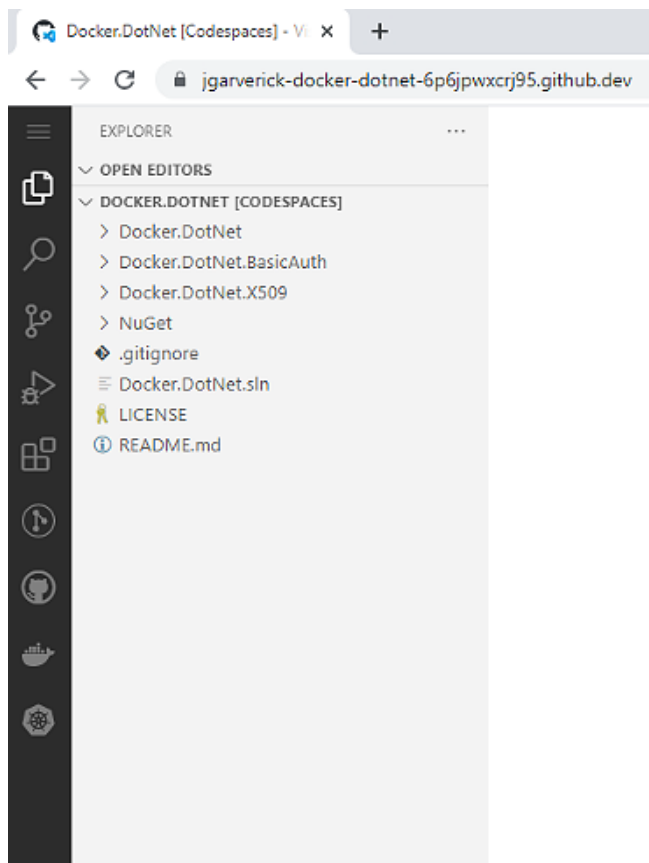 Docker.DotNet [Codespaces] - Vi
jgarverick-docker-dotnet-6p6jpwxcrj95.github.dev
EXPLORER
OPEN EDITORS
DOCKER.DOTNET [CODESPACES]
Docker.DotNet
Docker.DotNet.BasicAuth
Docker.DotNet.X509
NuGet
.gitignore
Docker.DotNet.sln
LICENSE
README.md